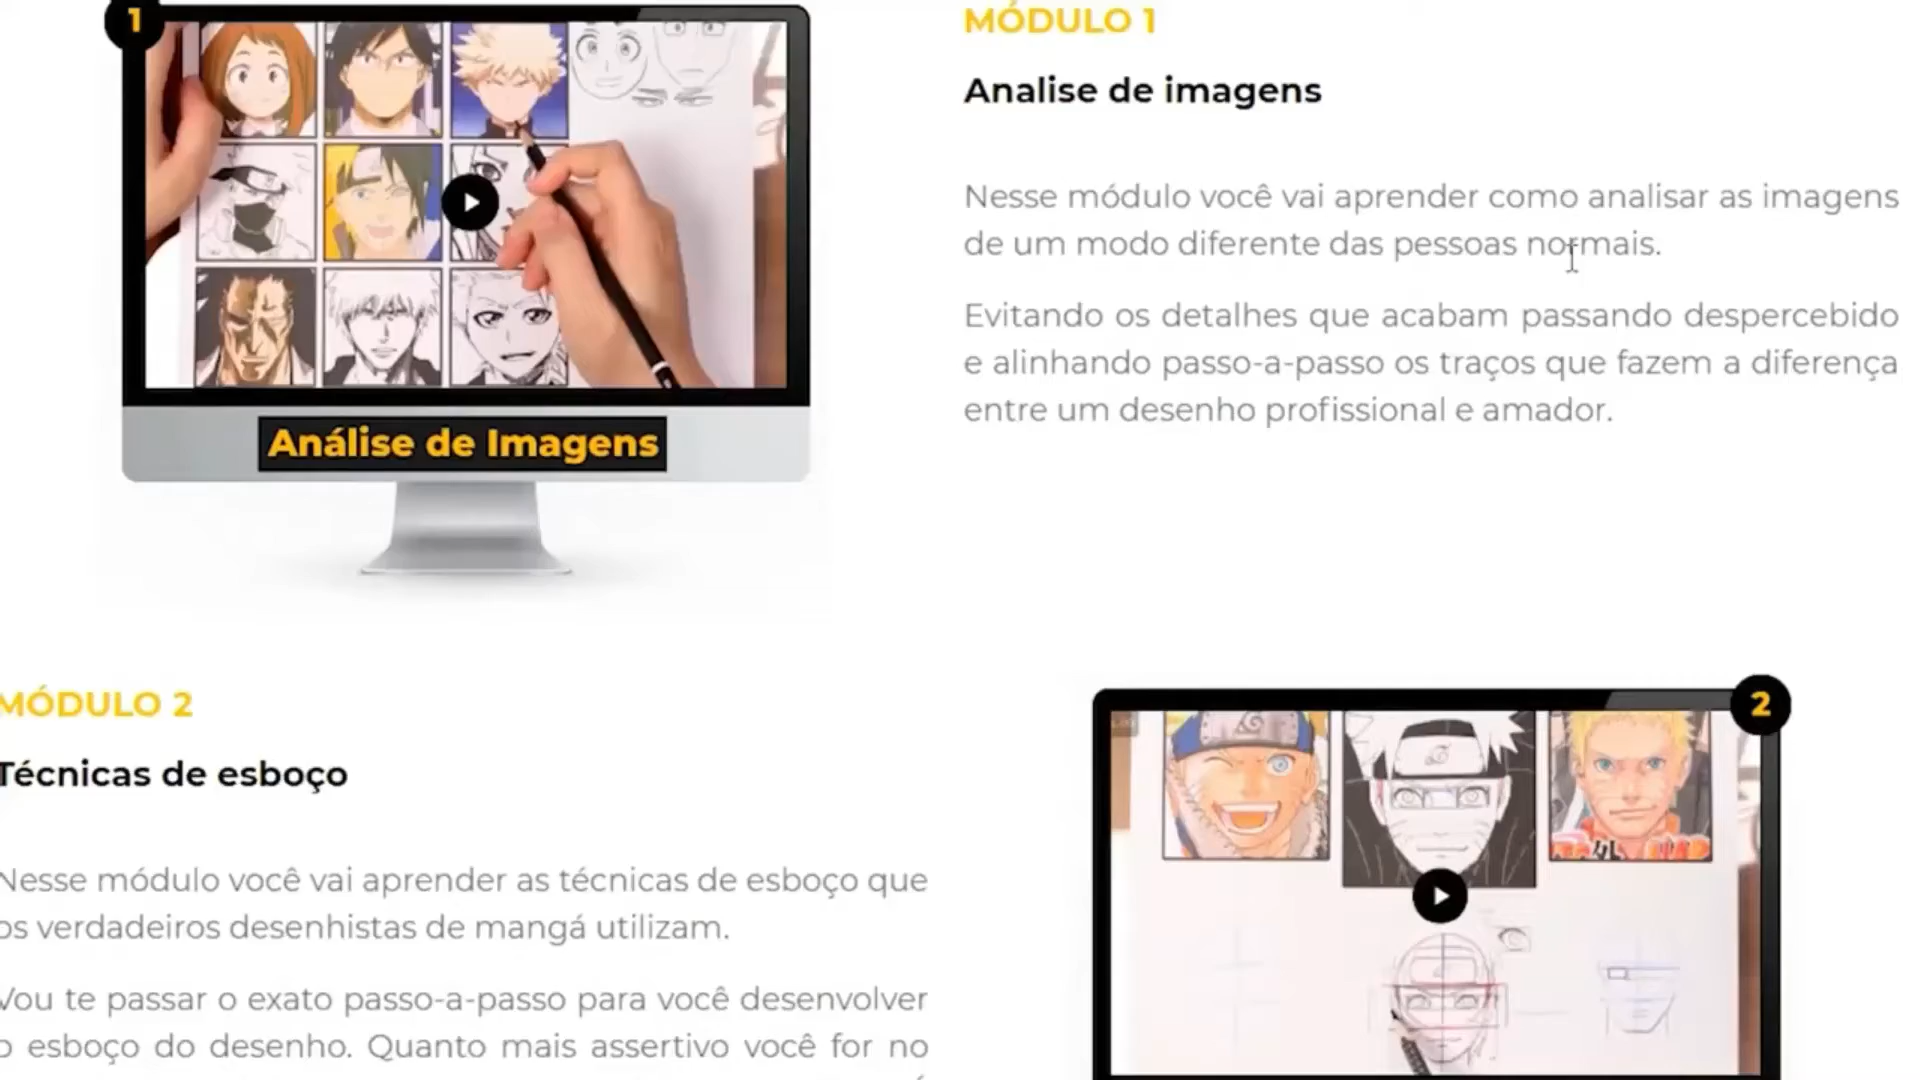 1
MÓDULO 1
Analise de imagens
Nesse módulo você vai aprender como analisar as imagens
de um modo diferente das pessoas normais.
Evitando os detalhes que acabam passando despercebido
e alinhando passo-a-passo os traços que fazem a diferença
entre um desenho profissional e amador.
Análise de Imagens
MÓDULO 2
Técnicas de esboço
Nesse módulo você vai aprender as técnicas de esboço que
os verdadeiros desenhistas de mangá utilizam.
Vou te passar o exato passo-a-passo para você desenvolver
o esboço do desenho. Quanto mais assertivo você for no
2